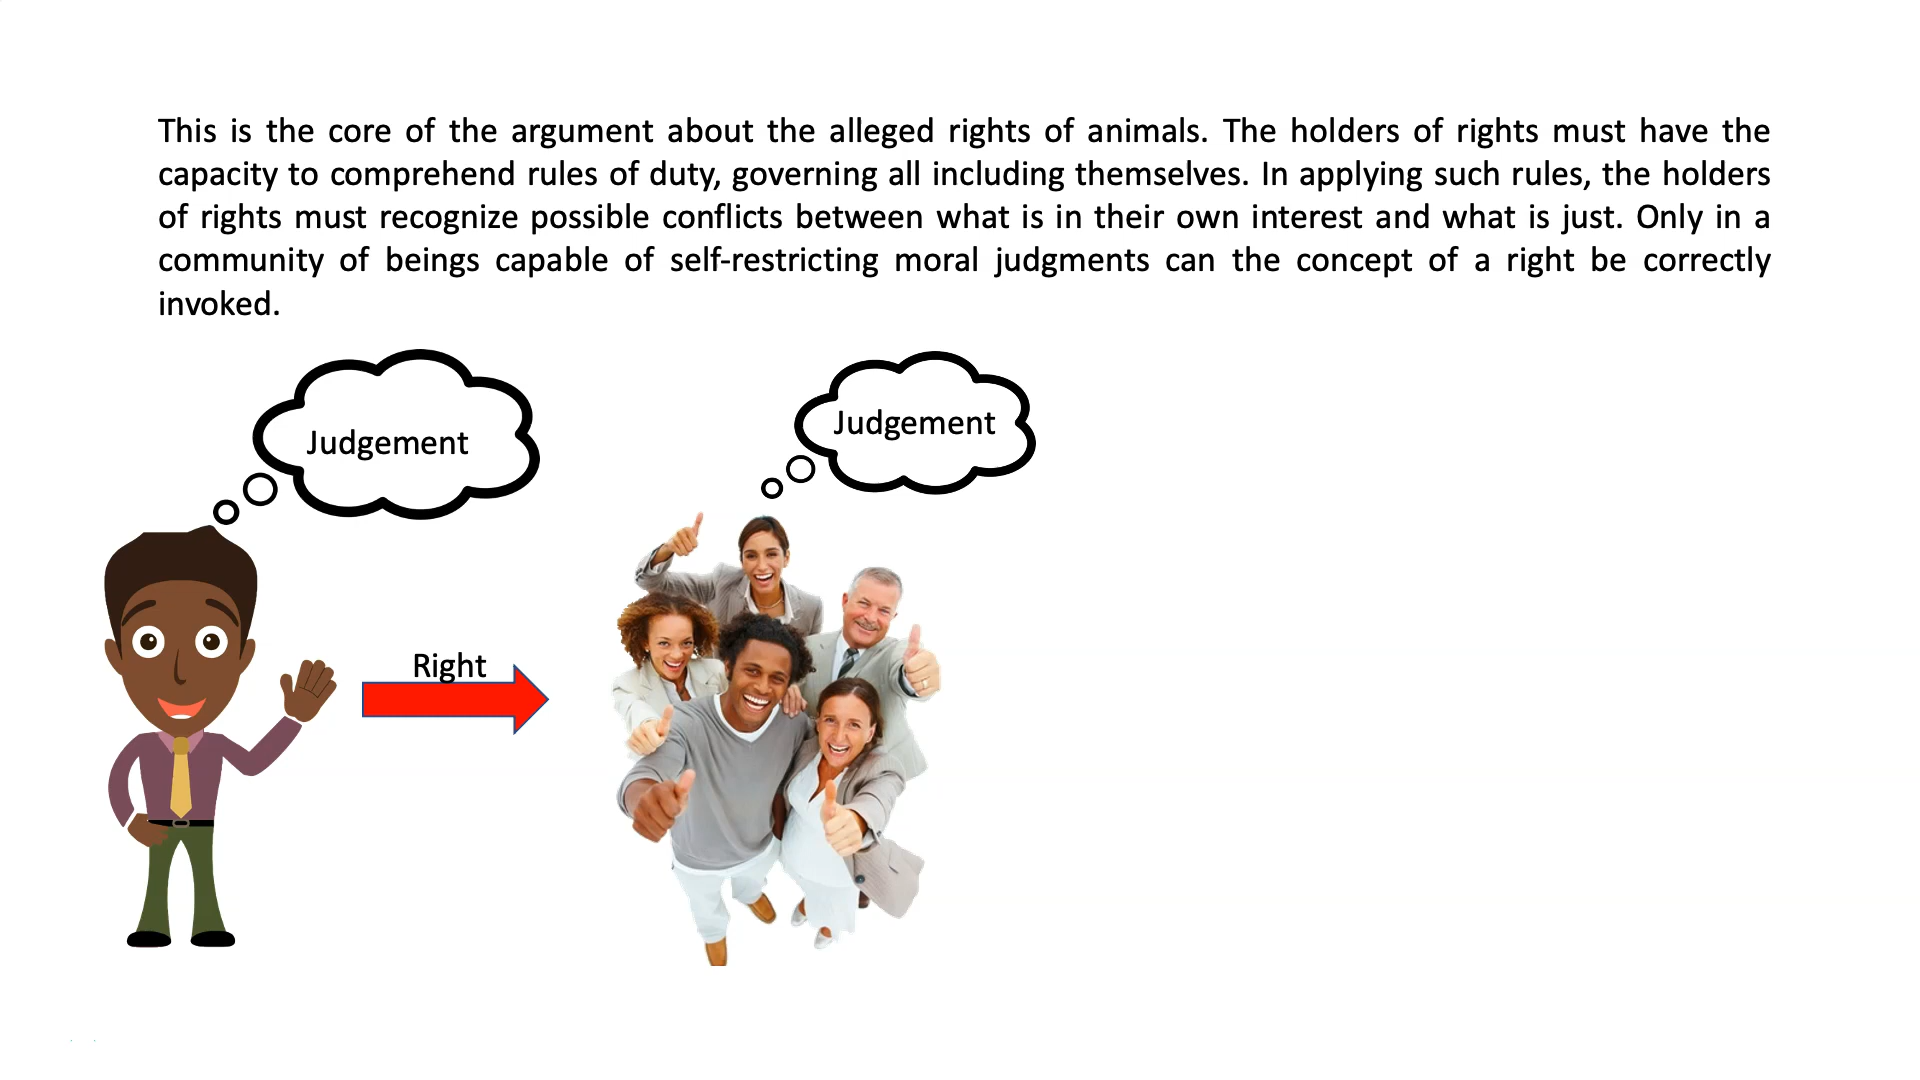 This is the core of the argument about the alleged rights of animals. The holders of rights must have the
capacity to comprehend rules of duty, governing all including themselves. In applying such rules, the holders
of rights must recognize possible conflicts between what is in their own interest and what is just. Only in a
community of beings capable of self-restricting moral judgments can the concept of a right be correctly
invoked.
Judgement
Judgement
Right